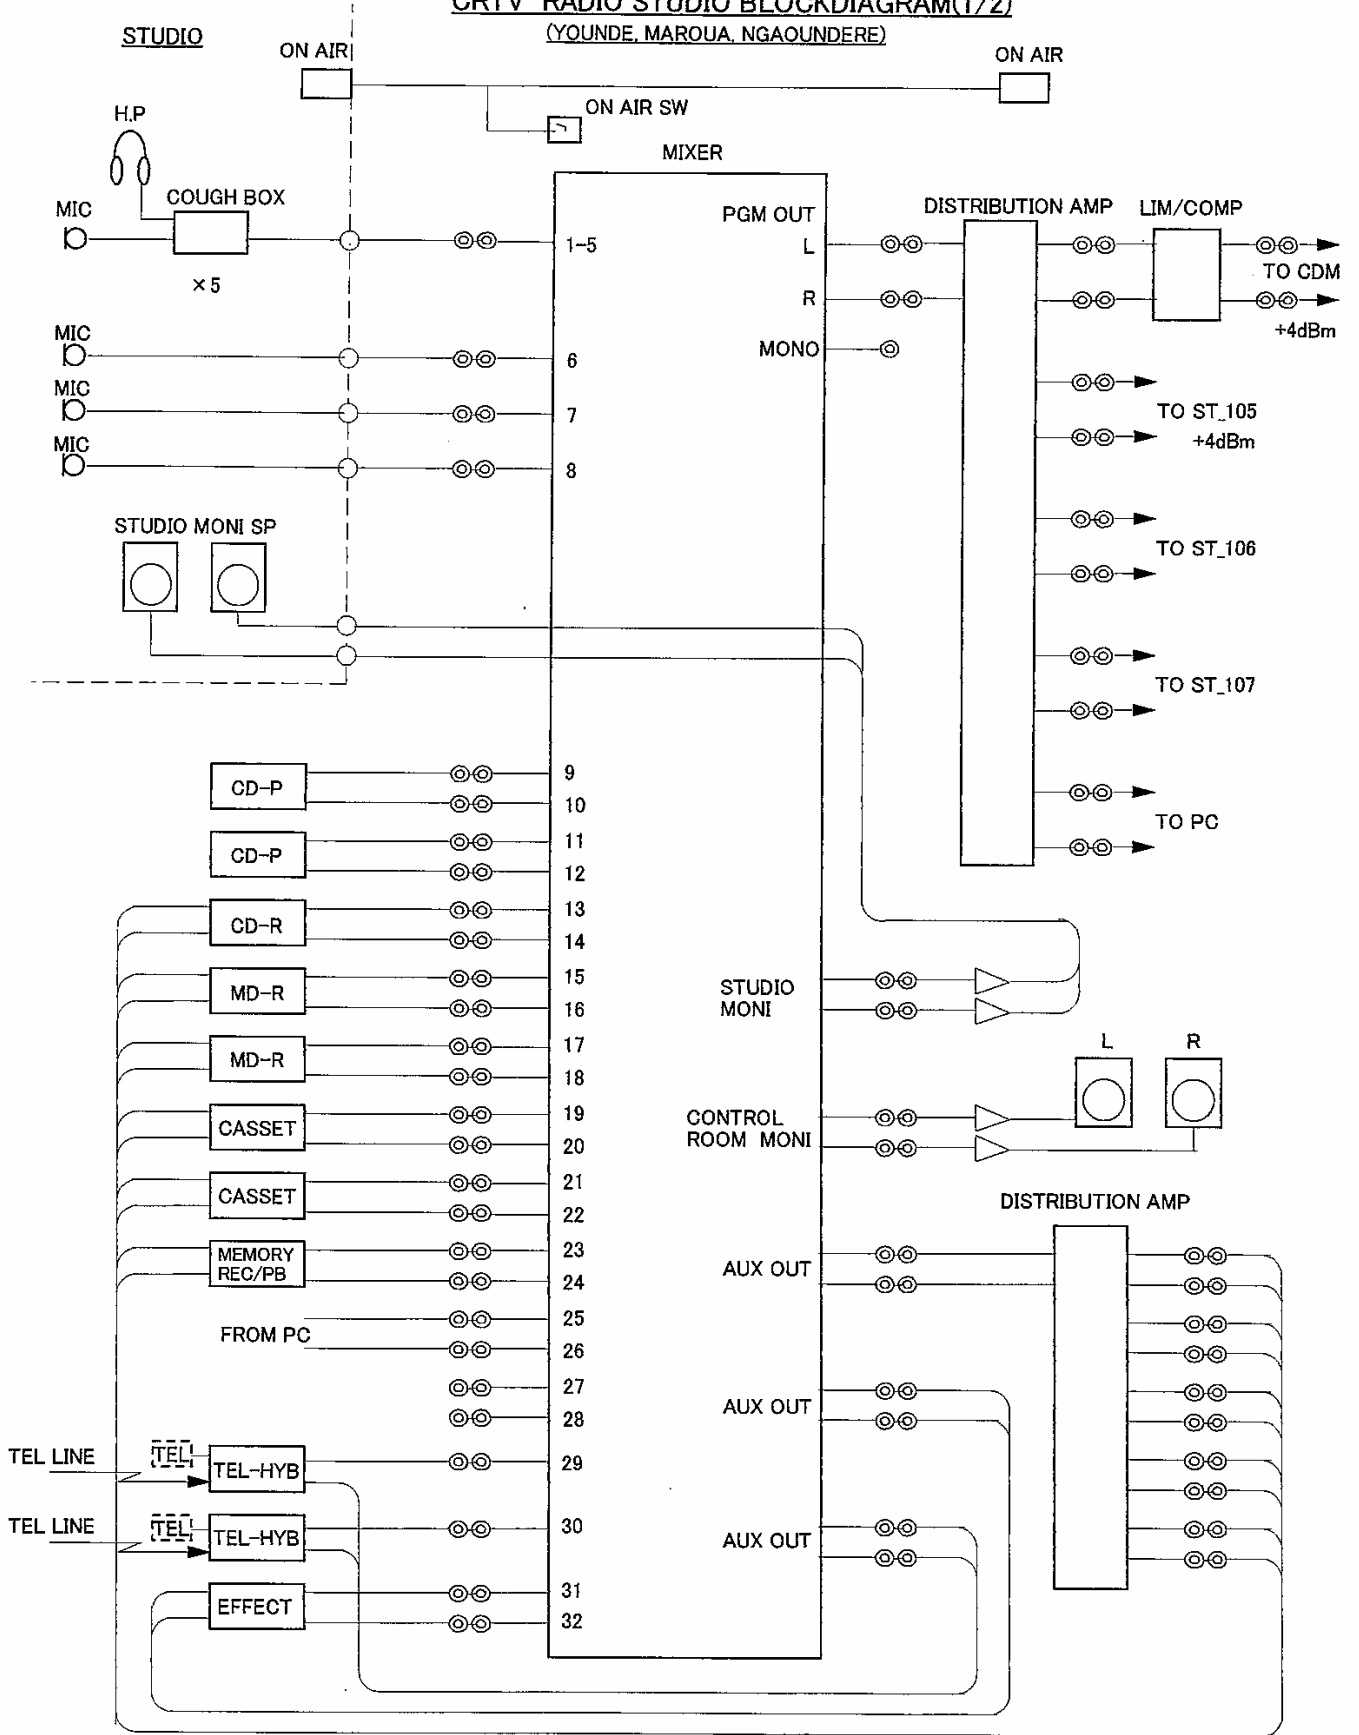 CRTV RADIO STUDIO BLOCKDIAGRAM(1/2)
(YOUNDE, MAROUA, NGAOUNDERE)
STUDIO
ON AIR
ON AIR
ON AIR SW
H.P
MIXER
COUGH BOX
MIC
×5
1-5
MIC
6
MIC
7
MIC
8
PGM OUT
L
R
MONO
DISTRIBUTION AMP
LIM/COMP
TO CDM
+4dBm
TO ST_105
+4dBm
TO ST_106
TO ST_107
TO PC
STUDIO MONI SP
CD-P
9
10
CD-P
11
12
CD-R
13
14
MD-R
15
16
MD-R
17
18
CASSET
19
20
CASSET
21
22
MEMORY
REC/PB
23
24
FROM PC
25
26
27
28
TEL LINE
TEL
TEL-HYB
29
TEL LINE
TEL
TEL-HYB
30
EFFECT
31
32
STUDIO
MONI
CONTROL
ROOM MONI
L
R
DISTRIBUTION AMP
AUX OUT
AUX OUT
AUX OUT